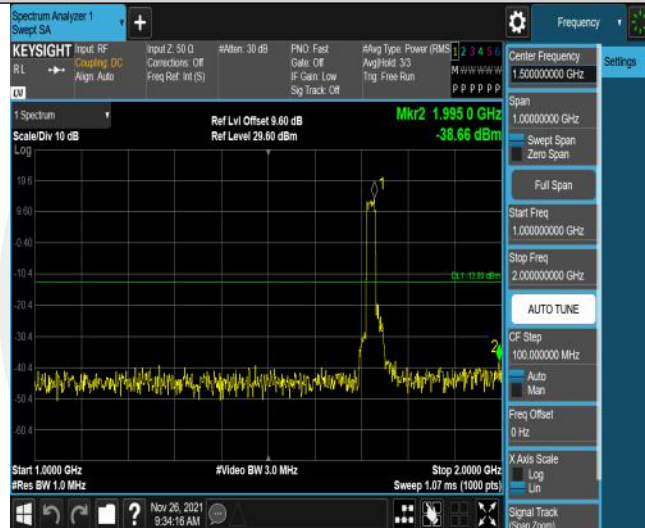 Spectrum Analyzer 1
Swept SA
+
Frequency
KEYSIGHT
Input: RF
Input Z: 50 Ω
#Atten: 30 dB
PNO: Fast
#Avg Type: Power (RMS
1 2 3 4 5 6
RL
Coupling: DC
Corrections: Off
Gate: Off
Avg|Hold: 3/3
M W W W W W
Align: Auto
Freq Ref: Int (S)
IF Gain: Low
Trig: Free Run
Sig Track: Off
P P P P P P
1 Spectrum
Ref Lvl Offset 9.60 dB
Mkr2 1.995 0 GHz
Scale/Div 10 dB
Ref Level 29.60 dBm
-38.66 dBm
Log
19.6
9.60
-0.40
-10.4
-20.4
-30.4
-40.4
-50.4
-60.4
1
DL1 -13.00 dBm
2
Start 1.0000 GHz
#Video BW 3.0 MHz
Stop 2.0000 GHz
#Res BW 1.0 MHz
Sweep 1.07 ms (1000 pts)
Nov 26, 2021
9:34:16 AM
?
Center Frequency
1.500000000 GHz
Settings
Span
1.00000000 GHz
Swept Span
Zero Span
Full Span
Start Freq
1.000000000 GHz
Stop Freq
2.000000000 GHz
AUTO TUNE
CF Step
100.000000 MHz
Auto
Man
Freq Offset
0 Hz
X Axis Scale
Log
Lin
Signal Track
(Span Zoom)